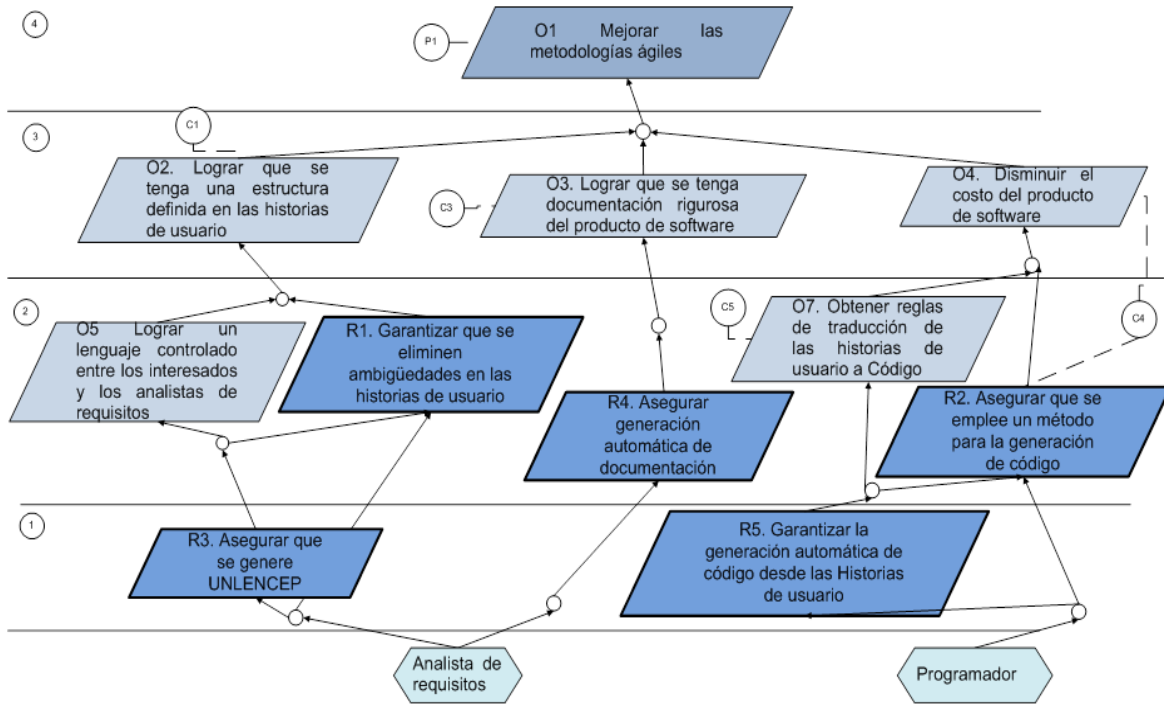 4
P1
O1 Mejorar las
metodologías ágiles
3
C1
O2. Lograr que se
tenga una estructura
definida en las historias
de usuario
C3
O3. Lograr que se tenga
documentación rigurosa
del producto de software
O4. Disminuir el
costo del producto
de software
2
O5 Lograr un
lenguaje controlado
entre los interesados
y los analistas de
requisitos
R1. Garantizar que se
eliminen
ambigüedades en las
historias de usuario
R4. Asegurar
generación
automática de
documentación
C5
O7. Obtener reglas
de traducción de
las historias de
usuario a Código
C4
R2. Asegurar que se
emplee un método
para la generación
de código
1
R3. Asegurar que
se genere
UNLENCEP
R5. Garantizar la
generación automática de
código desde las Historias
de usuario
Analista de
requisitos
Programador